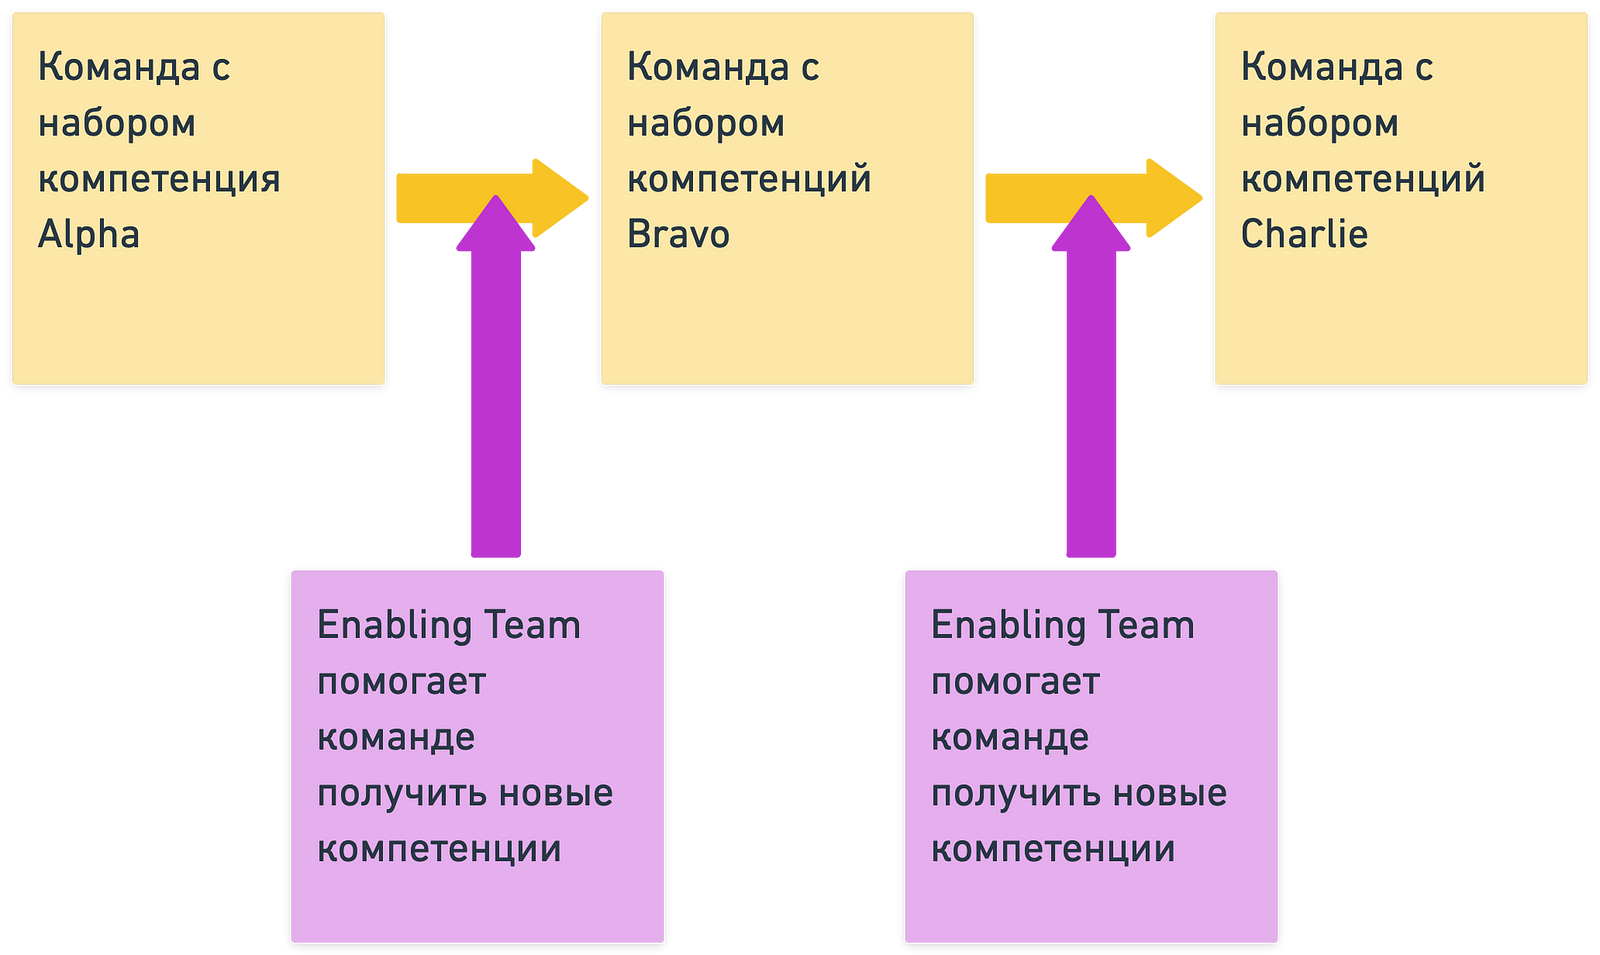 Команда с
набором
компетенция
Alpha
Команда с
набором
компетенций
Bravo
Команда с
набором
компетенций
Charlie
Enabling Team
помогает
команде
получить новые
компетенции
Enabling Team
помогает
команде
получить новые
компетенции